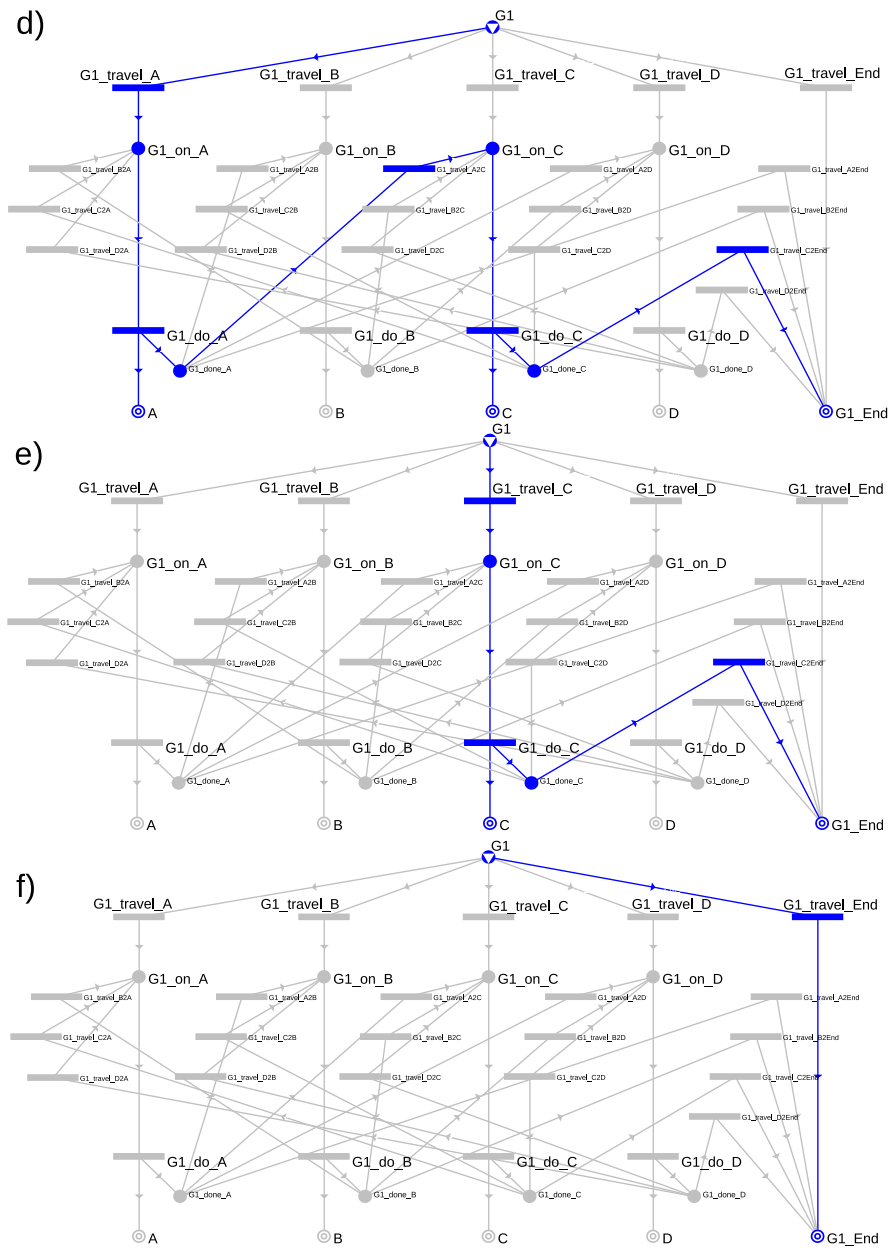 d)
G1
G1_travel_A
G1_travel_B
G1_travel_C
G1_travel_D
G1_travel_End
G1_on_A
G1_on_B
G1_on_C
G1_on_D
G1_travel_B2A
G1_travel_A2B
G1_travel_A2C
G1_travel_A2D
G1_travel_A2End
G1_travel_C2A
G1_travel_C2B
G1_travel_B2C
G1_travel_B2D
G1_travel_B2End
G1_travel_D2A
G1_travel_D2B
G1_travel_D2C
G1_travel_C2D
G1_travel_C2End
G1_travel_D2End
G1_do_A
G1_do_B
G1_do_C
G1_do_D
G1_done_A
G1_done_B
G1_done_C
G1_done_D
A
B
C
D
G1_End
e)
G1
G1_travel_A
G1_travel_B
G1_travel_C
G1_travel_D
G1_travel_End
G1_on_A
G1_on_B
G1_on_C
G1_on_D
G1_travel_B2A
G1_travel_A2B
G1_travel_A2C
G1_travel_A2D
G1_travel_A2End
G1_travel_C2A
G1_travel_C2B
G1_travel_B2C
G1_travel_B2D
G1_travel_B2End
G1_travel_D2A
G1_travel_D2B
G1_travel_D2C
G1_travel_C2D
G1_travel_C2End
G1_travel_D2End
G1_do_A
G1_do_B
G1_do_C
G1_do_D
G1_done_A
G1_done_B
G1_done_C
G1_done_D
A
B
C
D
G1_End
f)
G1
G1_travel_A
G1_travel_B
G1_travel_C
G1_travel_D
G1_travel_End
G1_on_A
G1_on_B
G1_on_C
G1_on_D
G1_travel_B2A
G1_travel_A2B
G1_travel_A2C
G1_travel_A2D
G1_travel_A2End
G1_travel_C2A
G1_travel_C2B
G1_travel_B2C
G1_travel_B2D
G1_travel_B2End
G1_travel_D2A
G1_travel_D2B
G1_travel_D2C
G1_travel_C2D
G1_travel_C2End
G1_travel_D2End
G1_do_A
G1_do_B
G1_do_C
G1_do_D
G1_done_A
G1_done_B
G1_done_C
G1_done_D
A
B
C
D
G1_End